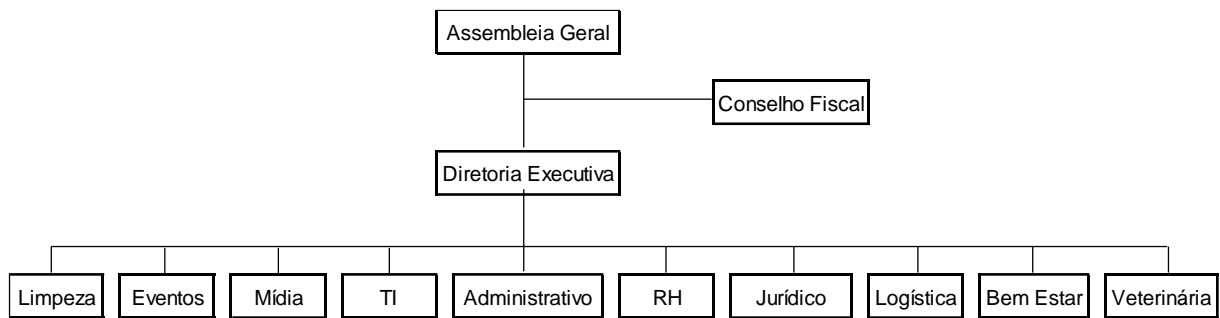 Assembleia Geral
Conselho Fiscal
Diretoria Executiva
Limpeza
Eventos
Mídia
TI
Administrativo
RH
Jurídico
Logística
Bem Estar
Veterinária